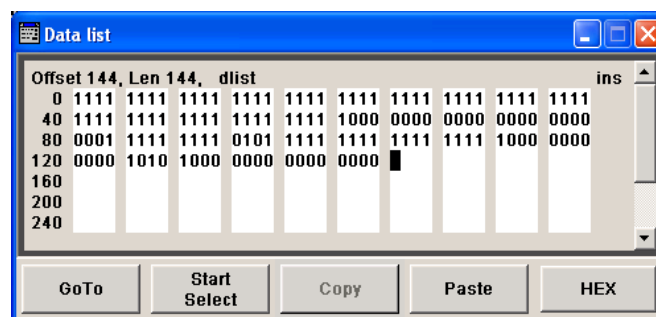 Data list
Offset 144, Len 144, dlist ins
0 1111 1111 1111 1111 1111 1111 1111 1111 1111 1111
40 1111 1111 1111 1111 1111 1000 0000 0000 0000 0000
80 0001 1111 1111 0101 1111 1111 1111 1111 1000 0000
120 0000 1010 1000 0000 0000 0000
160
200
240
GoTo Start Select Copy Paste HEX